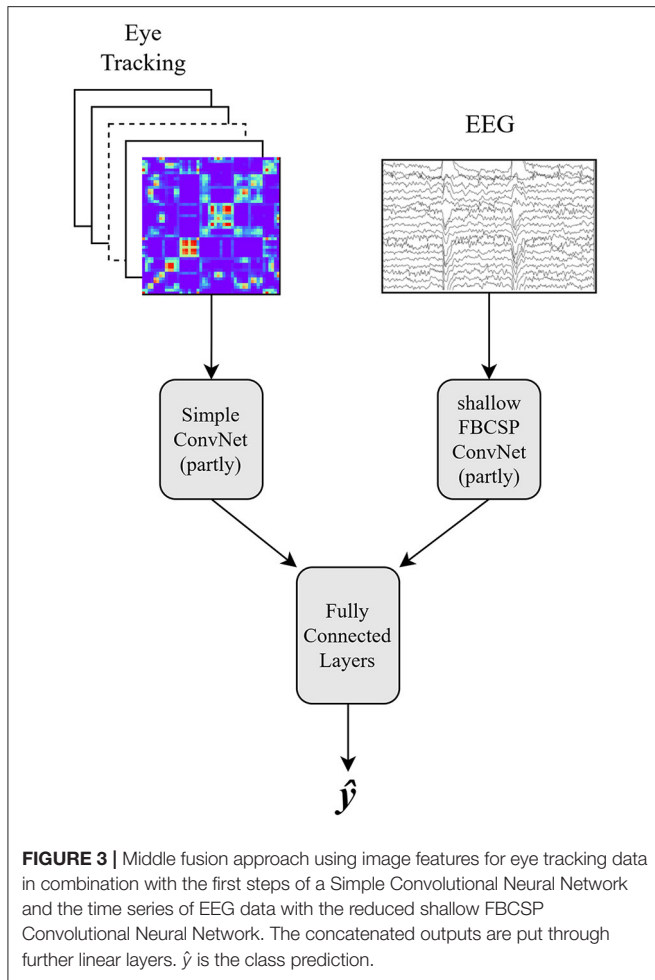 Eye
Tracking
EEG
Simple
ConvNet
(partly)
shallow
FBCSP
ConvNet
(partly)
Fully
Connected
Layers
ŷ
FIGURE 3 | Middle fusion approach using image features for eye tracking data
in combination with the first steps of a Simple Convolutional Neural Network
and the time series of EEG data with the reduced shallow FBCSP
Convolutional Neural Network. The concatenated outputs are put through
further linear layers. ŷ is the class prediction.